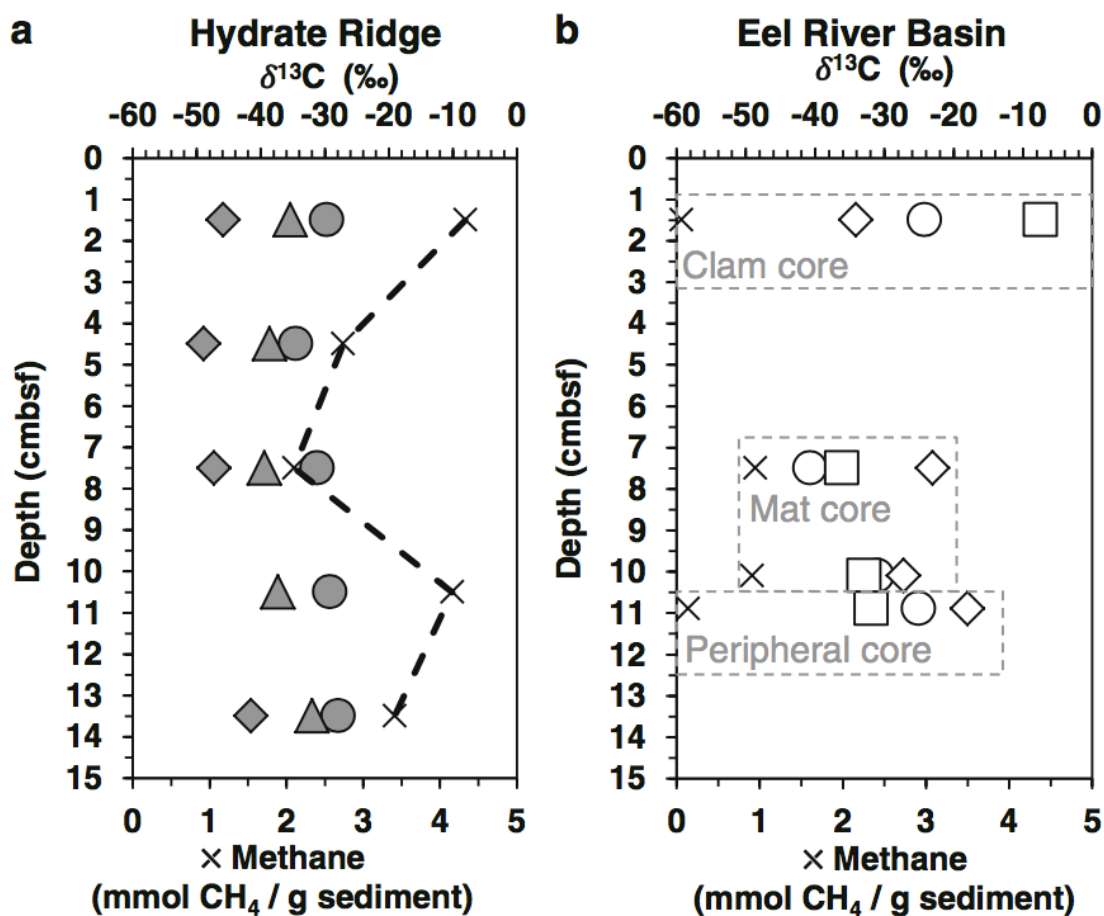 a
Hydrate Ridge
δ¹³C (‰)
-60 -50 -40 -30 -20 -10 0
0
1
2
3
4
5
6
7
8
9
10
11
12
13
14
15
Depth (cmbsf)
0 1 2 3 4 5
× Methane
(mmol CH₄ / g sediment)
b
Eel River Basin
δ¹³C (‰)
-60 -50 -40 -30 -20 -10 0
0
1
2
3
4
5
6
7
8
9
10
11
12
13
14
15
Depth (cmbsf)
Clam core
Mat core
Peripheral core
0 1 2 3 4 5
× Methane
(mmol CH₄ / g sediment)